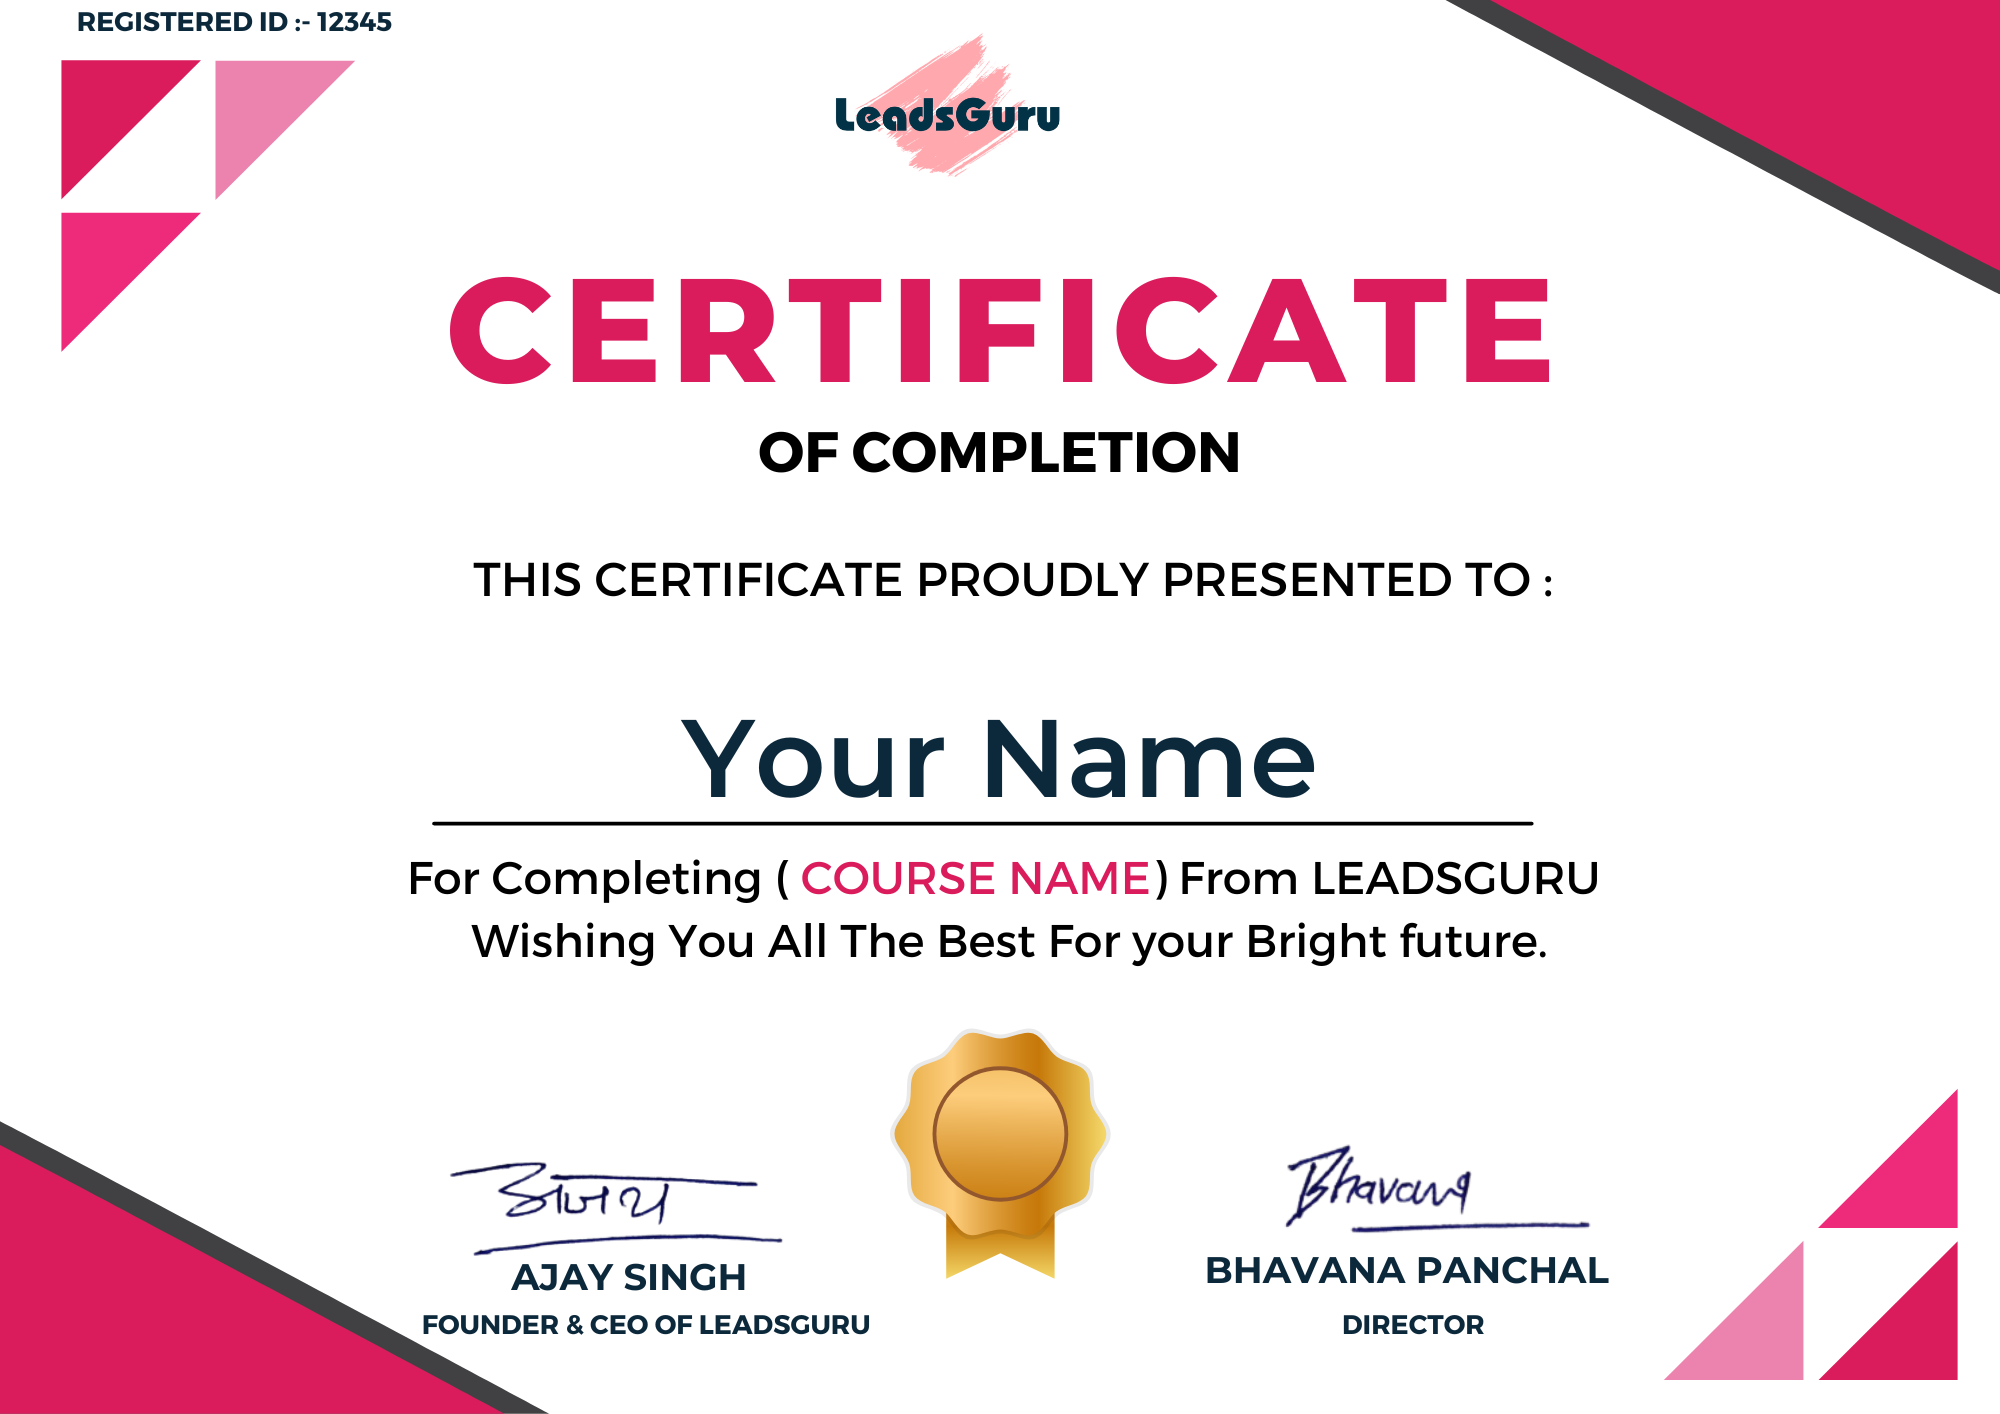 REGISTERED ID :- 12345
LeadsGuru
CERTIFICATE
OF COMPLETION
THIS CERTIFICATE PROUDLY PRESENTED TO :
Your Name
For Completing ( COURSE NAME) From LEADSGURU
Wishing You All The Best For your Bright future.
अजय
Bhavana
AJAY SINGH
BHAVANA PANCHAL
FOUNDER & CEO OF LEADSGURU
DIRECTOR